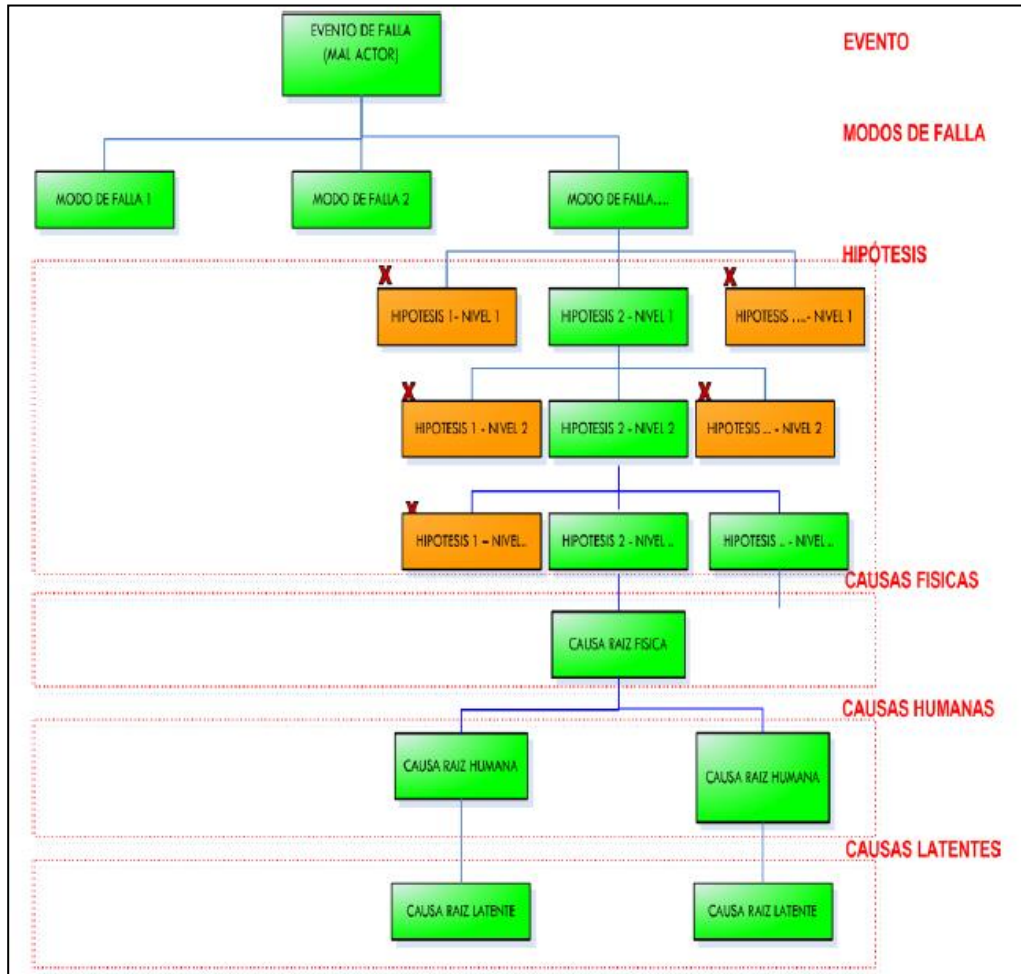 EVENTO DE FALLA
(MAL ACTOR)
EVENTO
MODOS DE FALLA
MODO DE FALLA 1
MODO DE FALLA 2
MODO DE FALLA....
HIPÓTESIS
X
X
HIPOTESIS 1- NIVEL 1
HIPOTESIS 2 - NIVEL 1
HIPOTESIS ....- NIVEL 1
X
X
HIPOTESIS 1 - NIVEL 2
HIPOTESIS 2 - NIVEL 2
HIPOTESIS ... - NIVEL 2
X
HIPOTESIS 1 – NIVEL..
HIPOTESIS 2 - NIVEL ..
HIPOTESIS .. - NIVEL ..
CAUSAS FISICAS
CAUSA RAIZ FISICA
CAUSAS HUMANAS
CAUSA RAIZ HUMANA
CAUSA RAIZ HUMANA
CAUSAS LATENTES
CAUSA RAIZ LATENTE
CAUSA RAIZ LATENTE